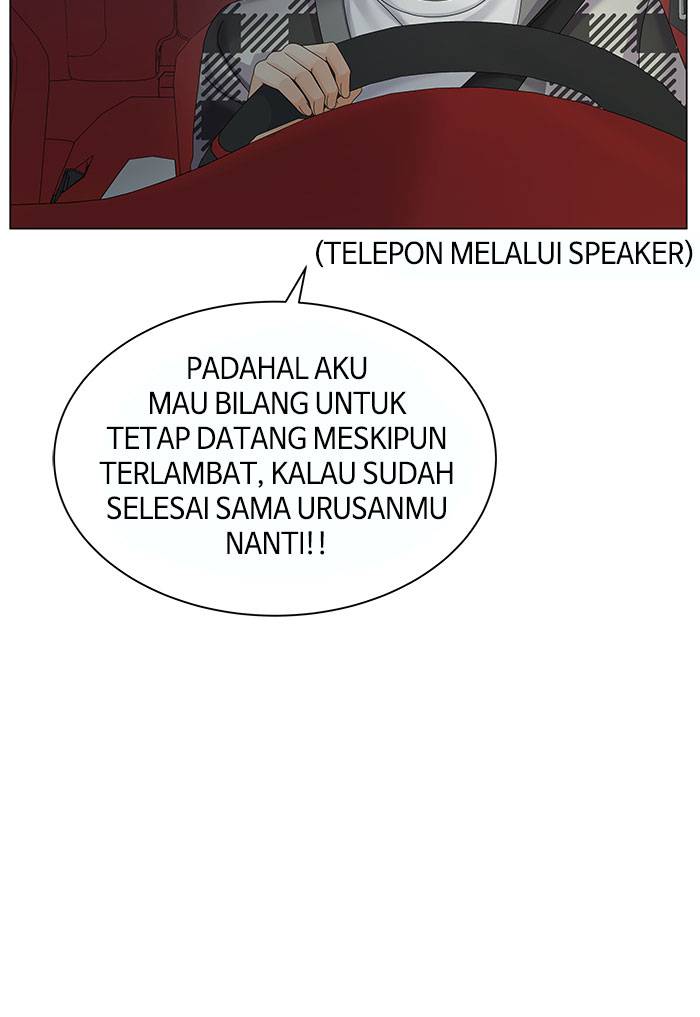 (TELEPON MELALUI SPEAKER)
PADAHAL AKU
MAU BILANG UNTUK
TETAP DATANG MESKIPUN
TERLAMBAT, KALAU SUDAH
SELESAI SAMA URUSANMU
NANTI!!